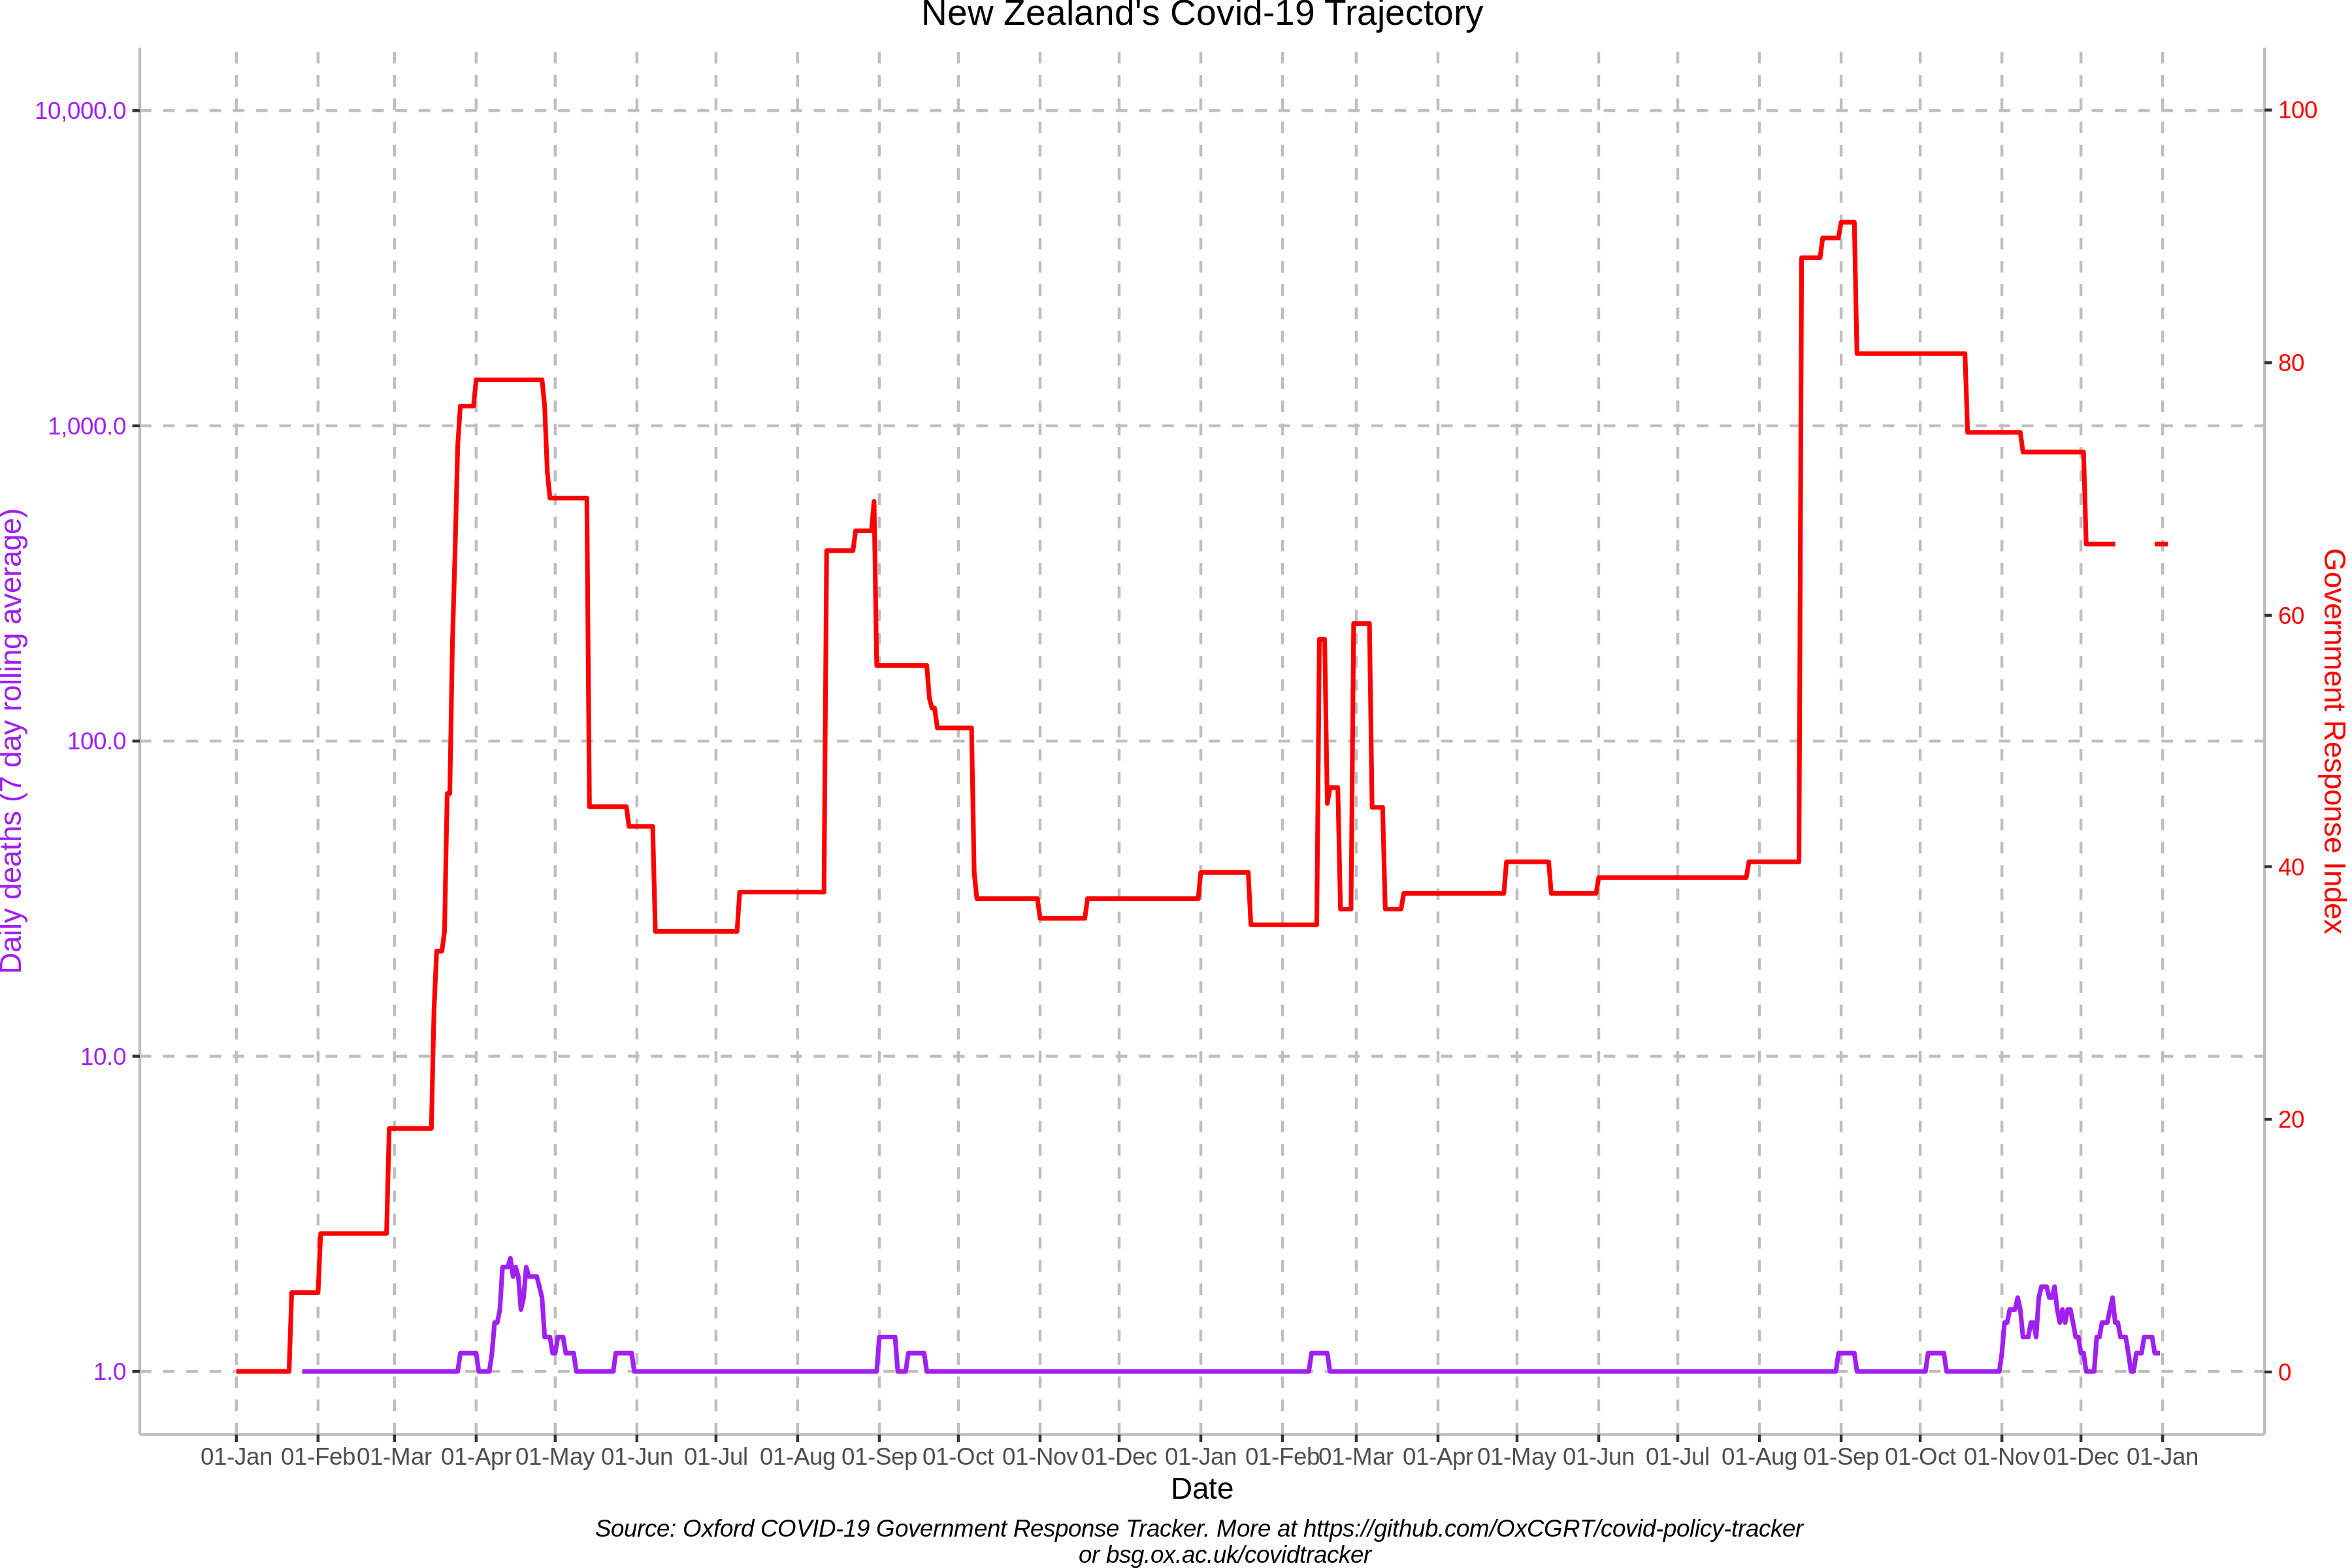 New Zealand's Covid-19 Trajectory
10,000.0
1,000.0
100.0
10.0
1.0
Daily deaths (7 day rolling average)
100
80
60
40
20
0
Government Response Index
01-Jan 01-Feb 01-Mar 01-Apr 01-May 01-Jun 01-Jul 01-Aug 01-Sep 01-Oct 01-Nov 01-Dec 01-Jan 01-Feb 01-Mar 01-Apr 01-May 01-Jun 01-Jul 01-Aug 01-Sep 01-Oct 01-Nov 01-Dec 01-Jan
Date
Source: Oxford COVID-19 Government Response Tracker. More at https://github.com/OxCGRT/covid-policy-tracker
or bsg.ox.ac.uk/covidtracker